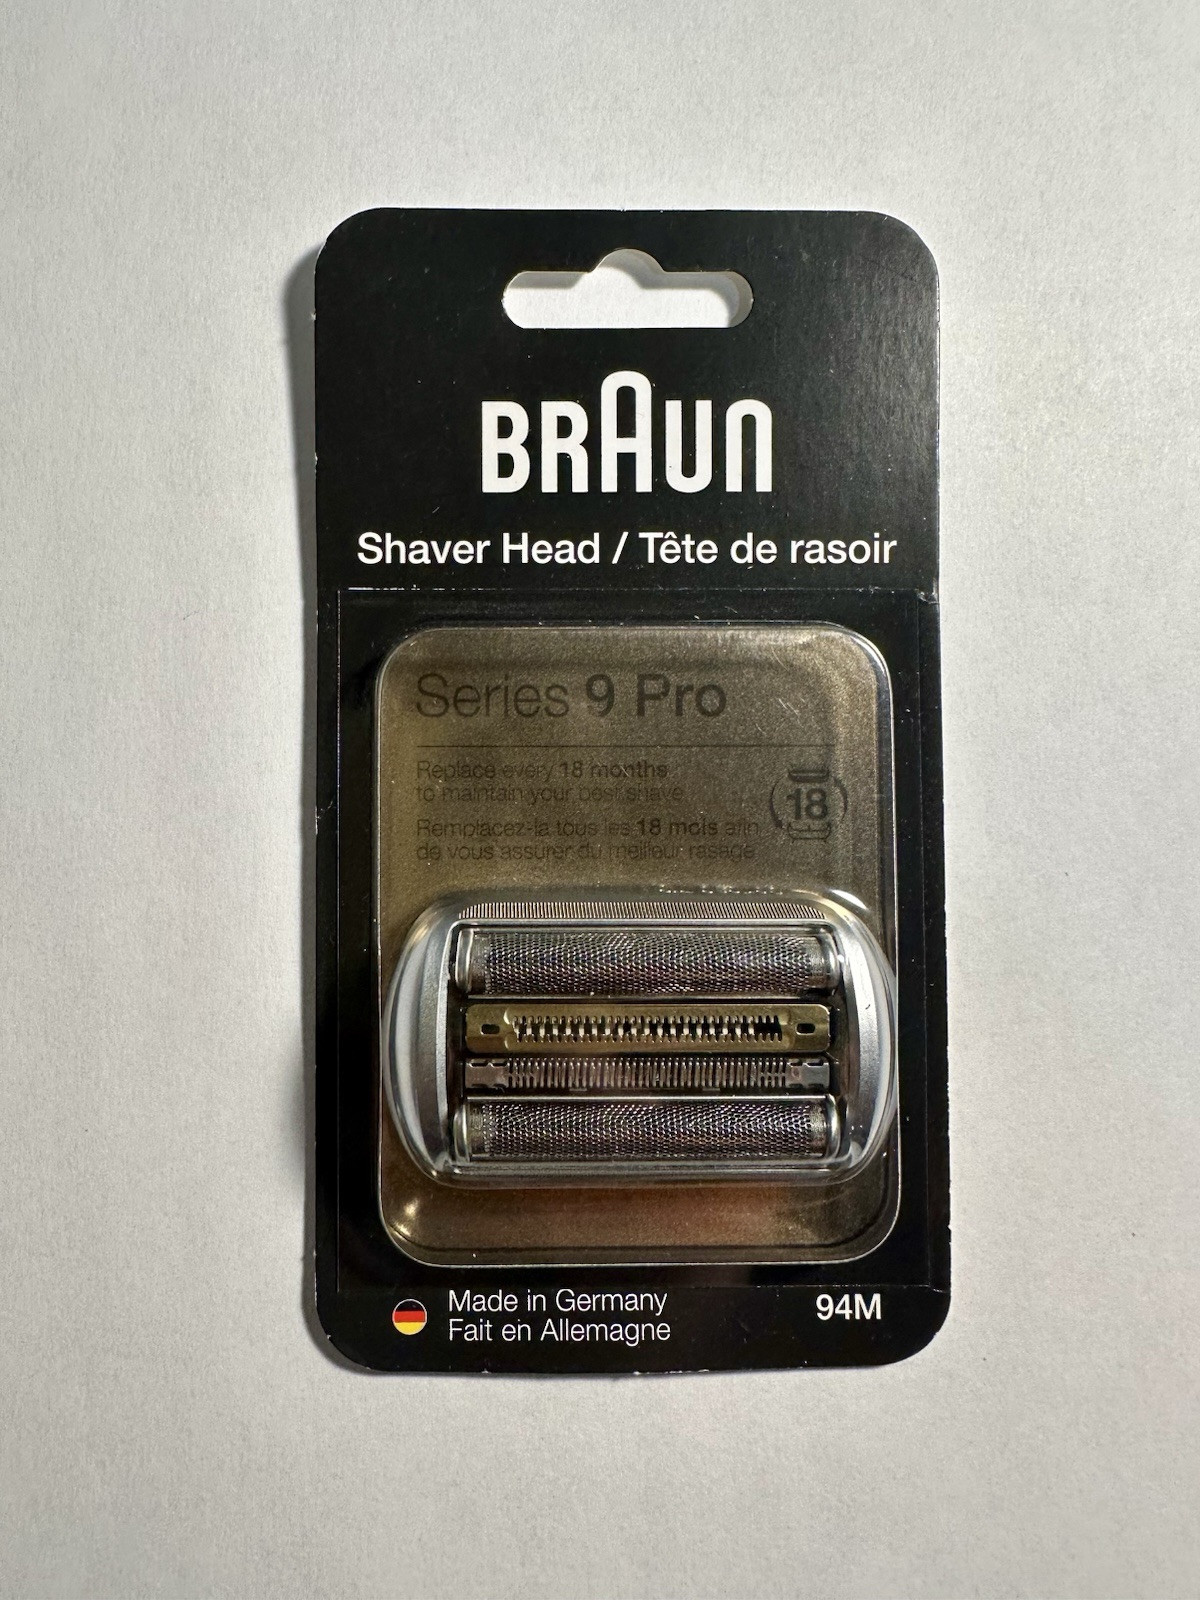 BRAUN
Shaver Head / Tête de rasoir
Series 9 Pro
Replace every 18 months
to maintain your best shave
18
Remplacez-la tous les 18 mois afin
de vous assurer du meilleur rasage
Made in Germany
Fait en Allemagne
94M